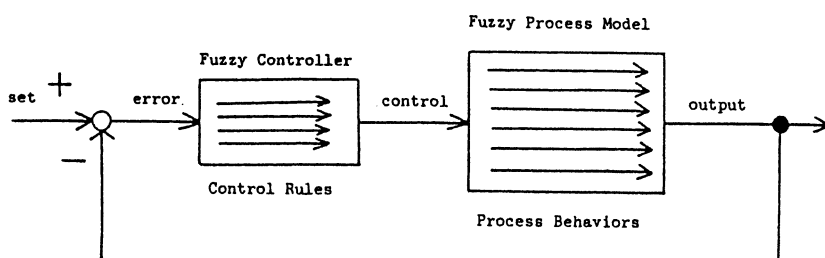 Fuzzy Process Model
Fuzzy Controller
set
+
error
control
output
−
Control Rules
Process Behaviors